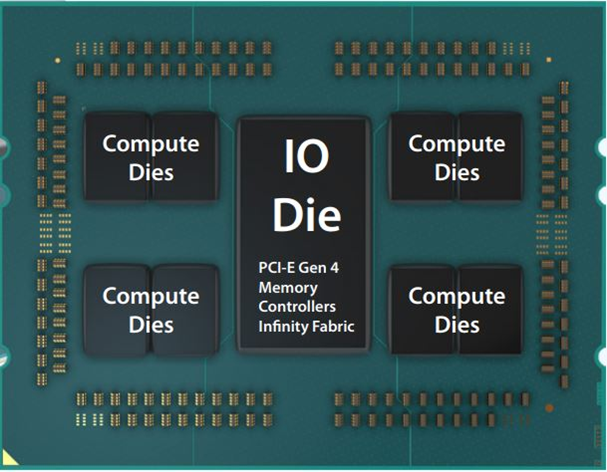 Compute
Dies
IO
Die
PCI-E Gen 4
Memory
Controllers
Infinity Fabric
Compute
Dies
Compute
Dies
Compute
Dies